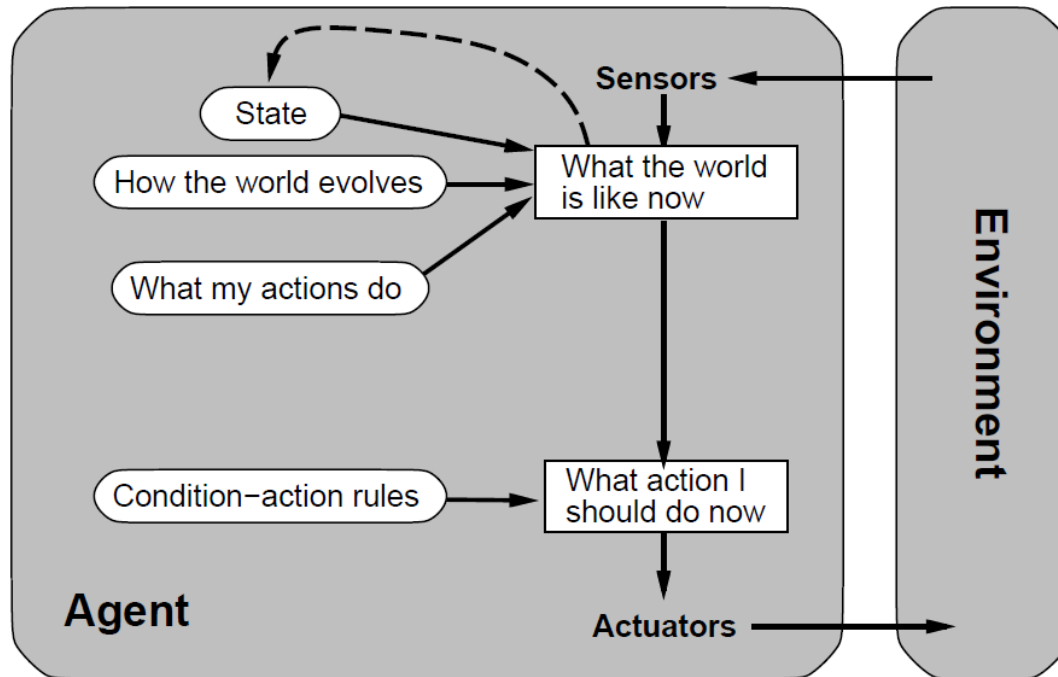 Sensors
State
What the world
is like now
How the world evolves
What my actions do
Condition−action rules
What action I
should do now
Agent
Actuators
Environment